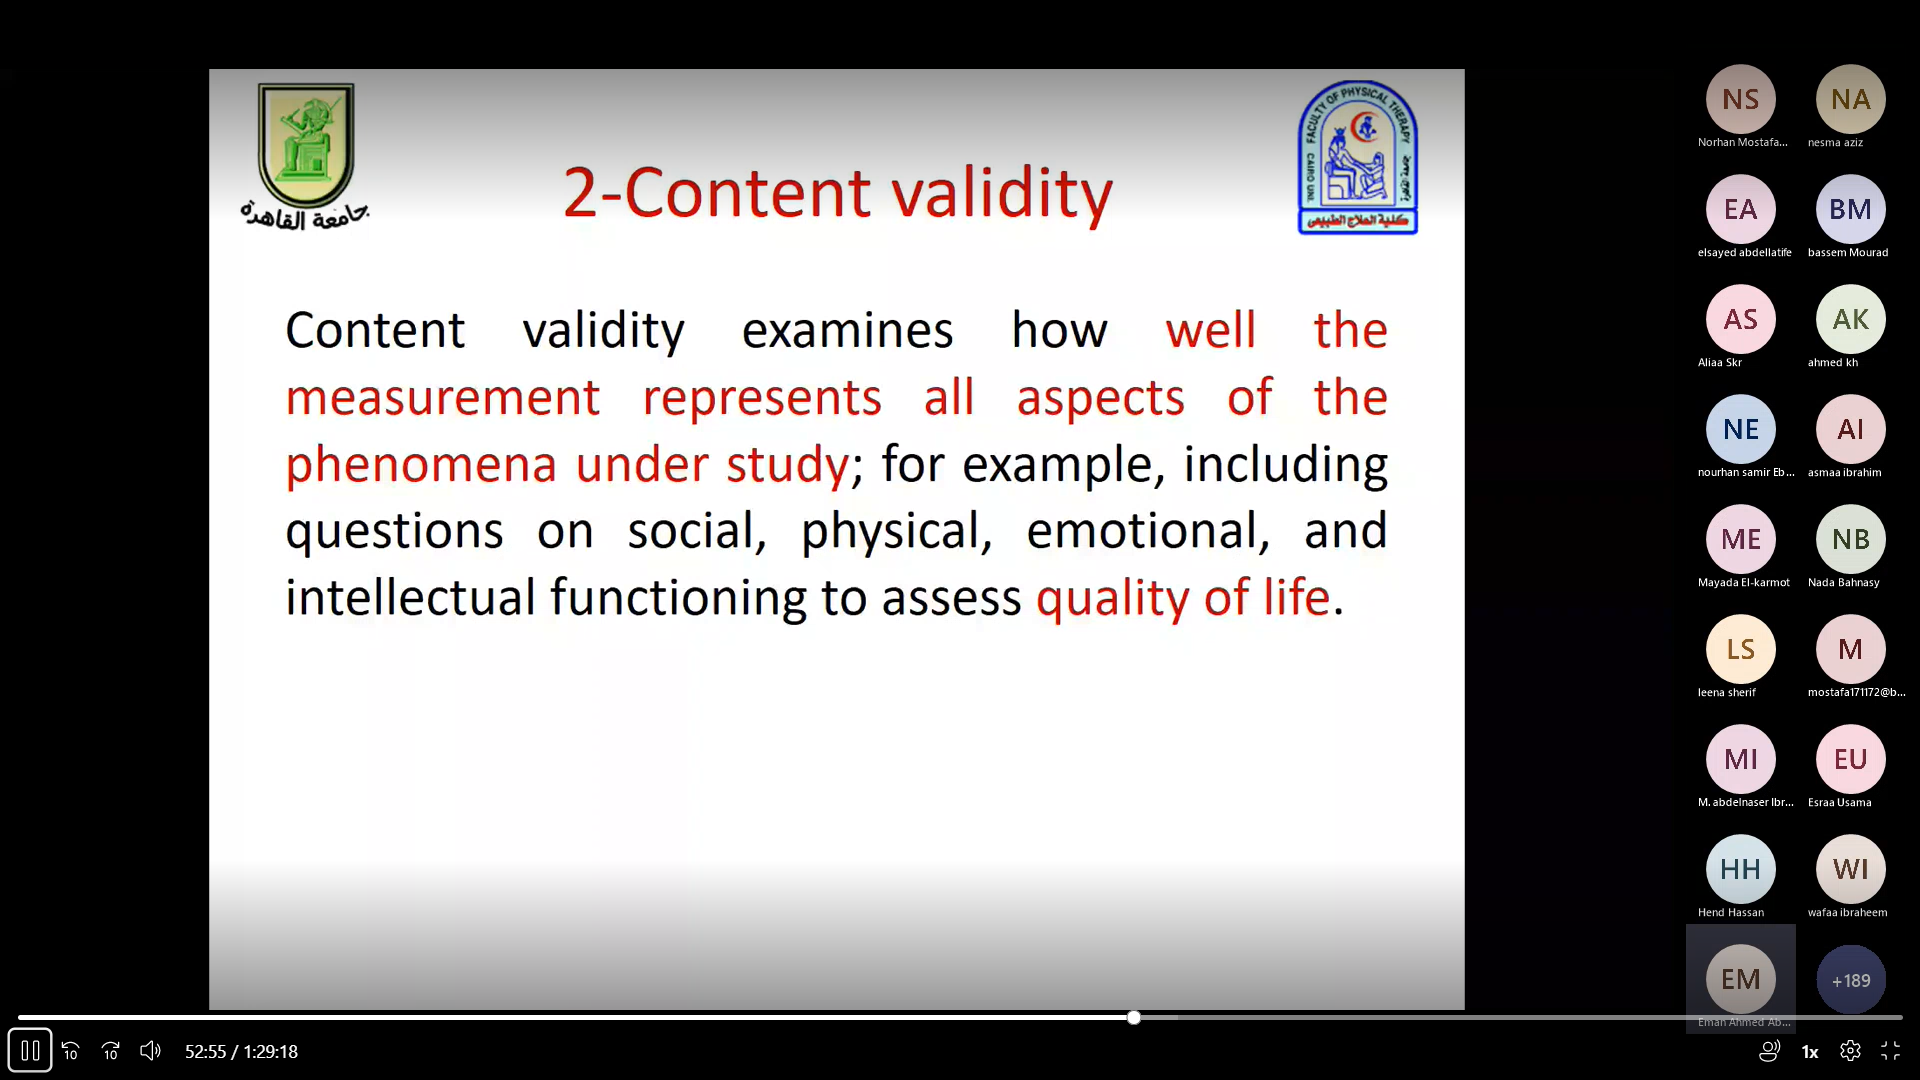 جامعة القاهرة
FACULTY OF PHYSICAL THERAPY
CAIRO UNI.
جامعة القاهرة
كلية العلاج الطبيعى
2-Content validity
Content validity examines how well the
measurement represents all aspects of the
phenomena under study; for example, including
questions on social, physical, emotional, and
intellectual functioning to assess quality of life.
NS
NA
Norhan Mostafa...
nesma aziz
EA
BM
elsayed abdellatife
bassem Mourad
AS
AK
Aliaa Skr
ahmed kh
NE
AI
nourhan samir Eb...
asmaa ibrahim
ME
NB
Mayada El-karmot
Nada Bahnasy
LS
M
leena sherif
mostafa171172@b...
MI
EU
M. abdelnaser Ibr...
Esraa Usama
HH
WI
Hend Hassan
wafaa ibraheem
EM
+189
Eman Ahmed Ab...
10
10
52:55 / 1:29:18
1x